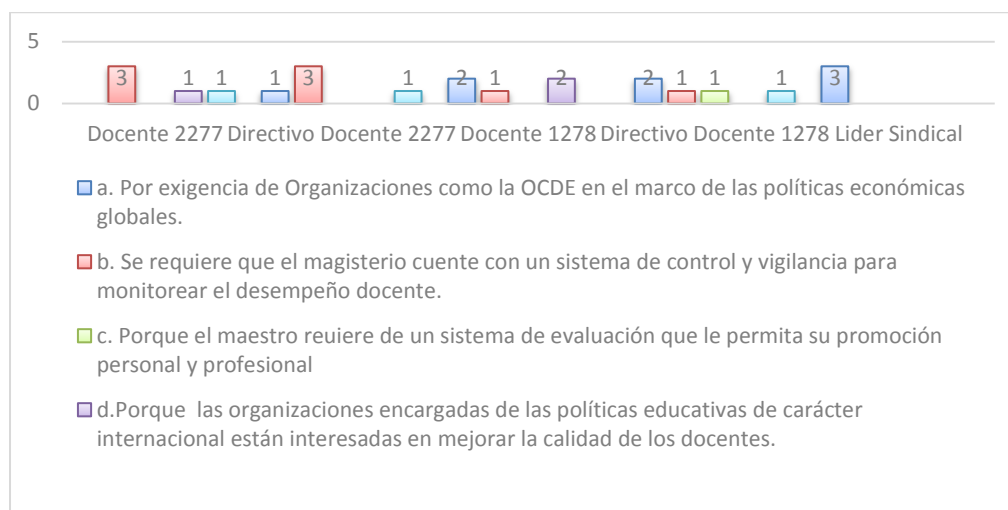 5
3 1 1 1 3 1 2 1 2 2 1 1 1 3
0
Docente 2277 Directivo Docente 2277 Docente 1278 Directivo Docente 1278 Lider Sindical
a. Por exigencia de Organizaciones como la OCDE en el marco de las políticas económicas
globales.
b. Se requiere que el magisterio cuente con un sistema de control y vigilancia para
monitorear el desempeño docente.
c. Porque el maestro reuiere de un sistema de evaluación que le permita su promoción
personal y profesional
d.Porque las organizaciones encargadas de las políticas educativas de carácter
internacional están interesadas en mejorar la calidad de los docentes.